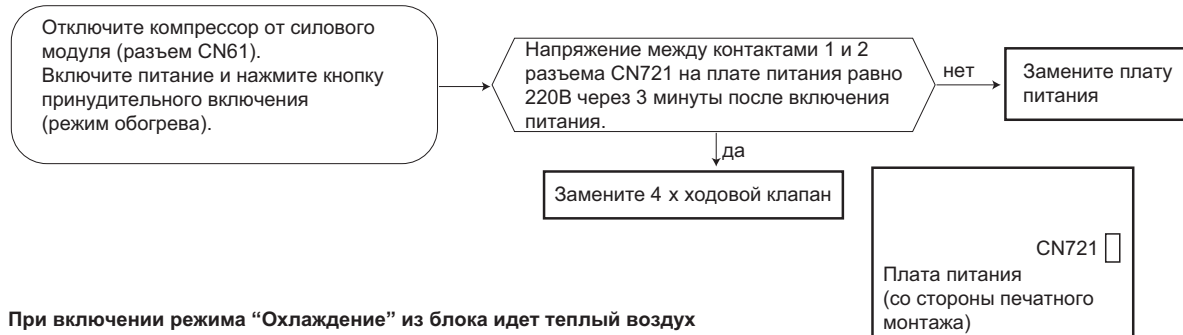 Отключите компрессор от силового
модуля (разъем CN61).
Включите питание и нажмите кнопку
принудительного включения
(режим обогрева).
Напряжение между контактами 1 и 2
разъема CN721 на плате питания равно
220В через 3 минуты после включения
питания.
нет
Замените плату
питания
да
Замените 4 х ходовой клапан
CN721
Плата питания
(со стороны печатного
монтажа)
При включении режима “Охлаждение” из блока идет теплый воздух